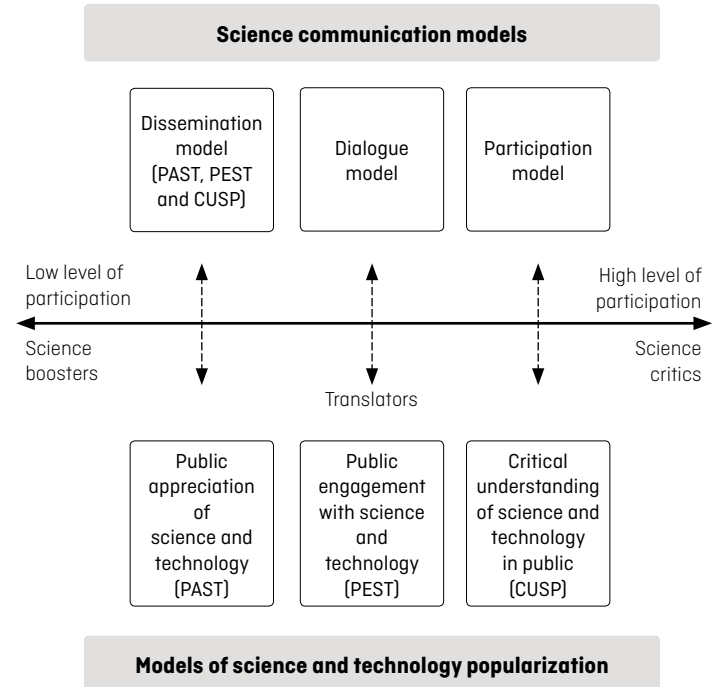 Science communication models
Dissemination
model
(PAST, PEST
and CUSP)
Dialogue
model
Participation
model
Low level of
participation
High level of
participation
Science
boosters
Translators
Science
critics
Public
appreciation
of
science and
technology
(PAST)
Public
engagement
with science
and
technology
(PEST)
Critical
understanding
of science and
technology
in public
(CUSP)
Models of science and technology popularization